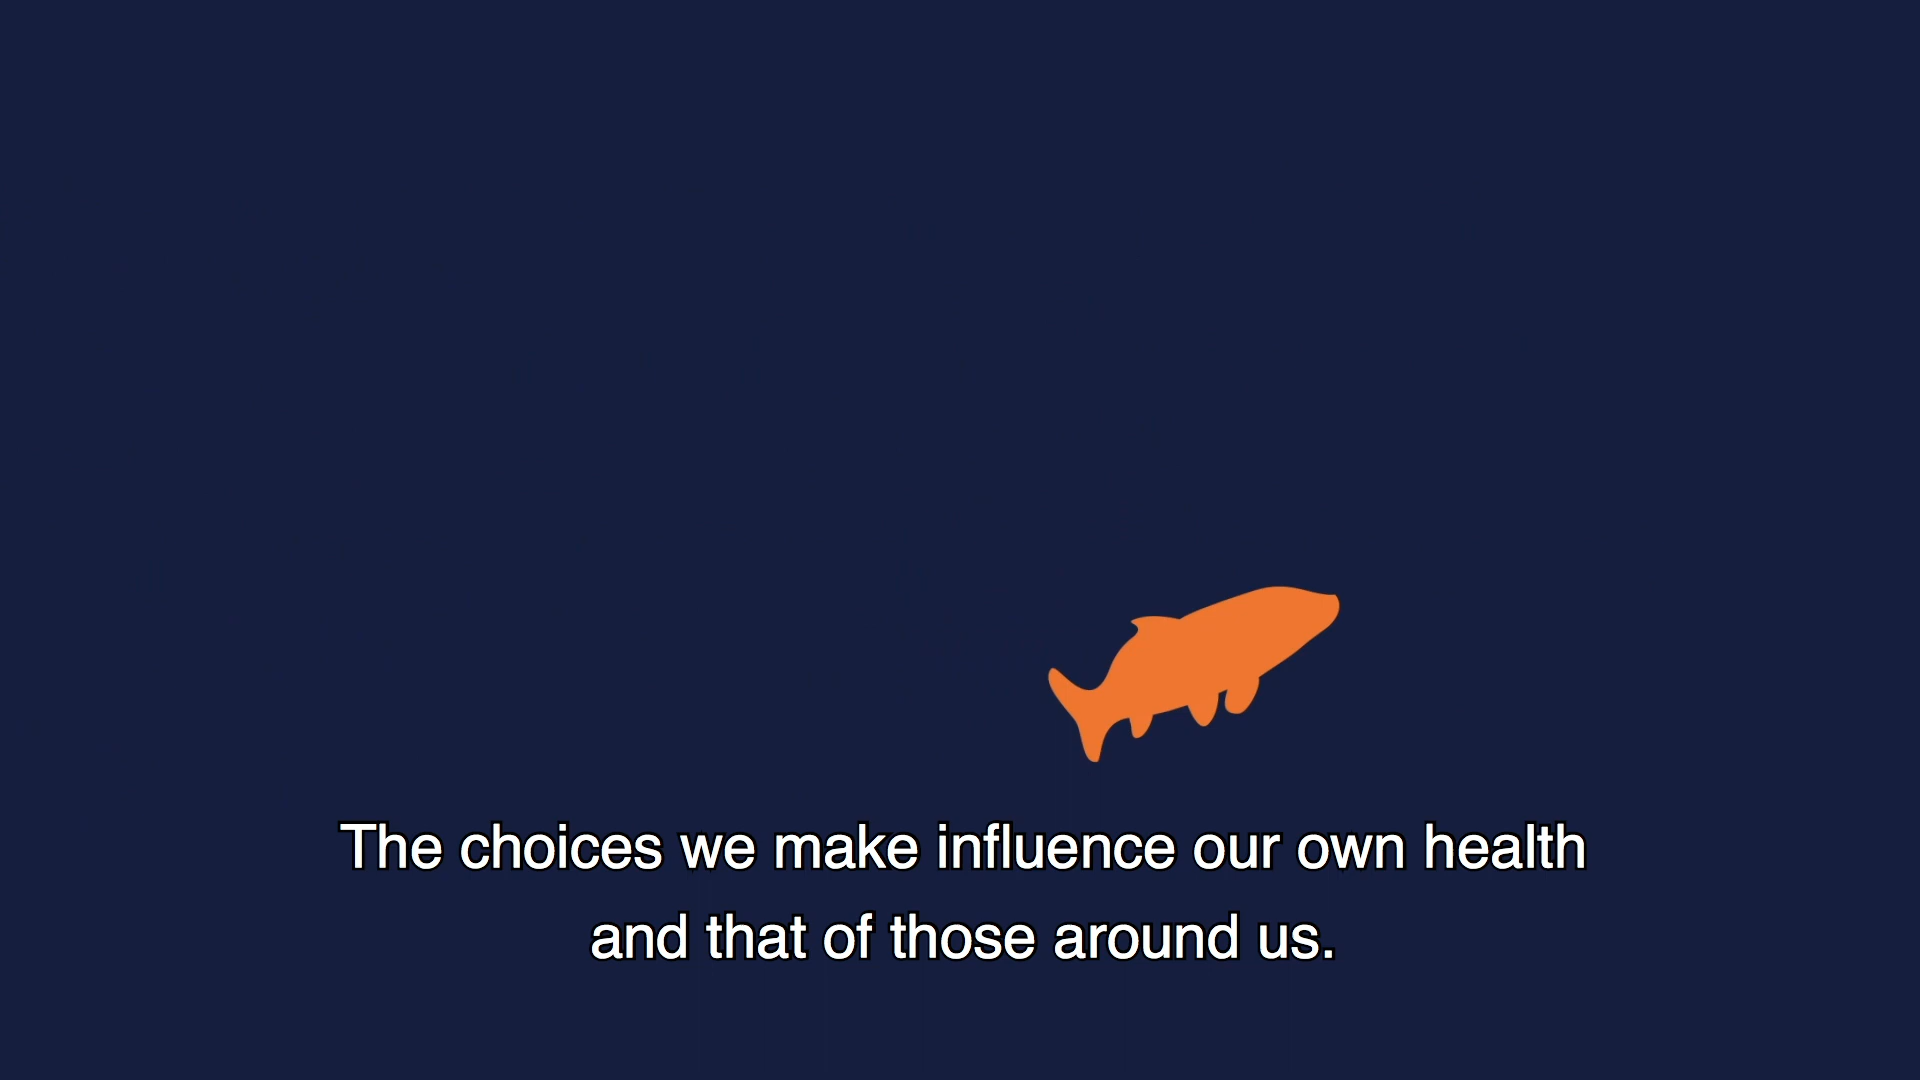 The choices we make influence our own health
and that of those around us.